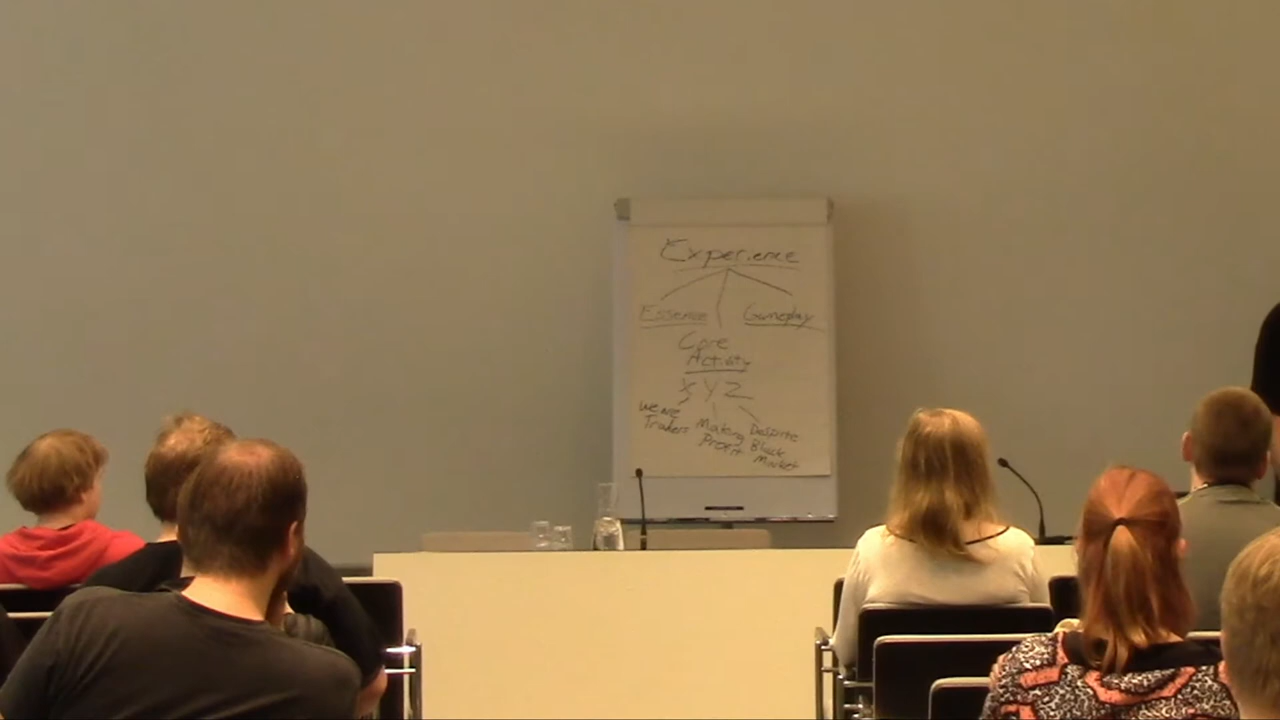 Experience
Essence Gameplay
Core
Activity
X Y Z
We are
Traders
Making
Profit
Despite
Black
Market